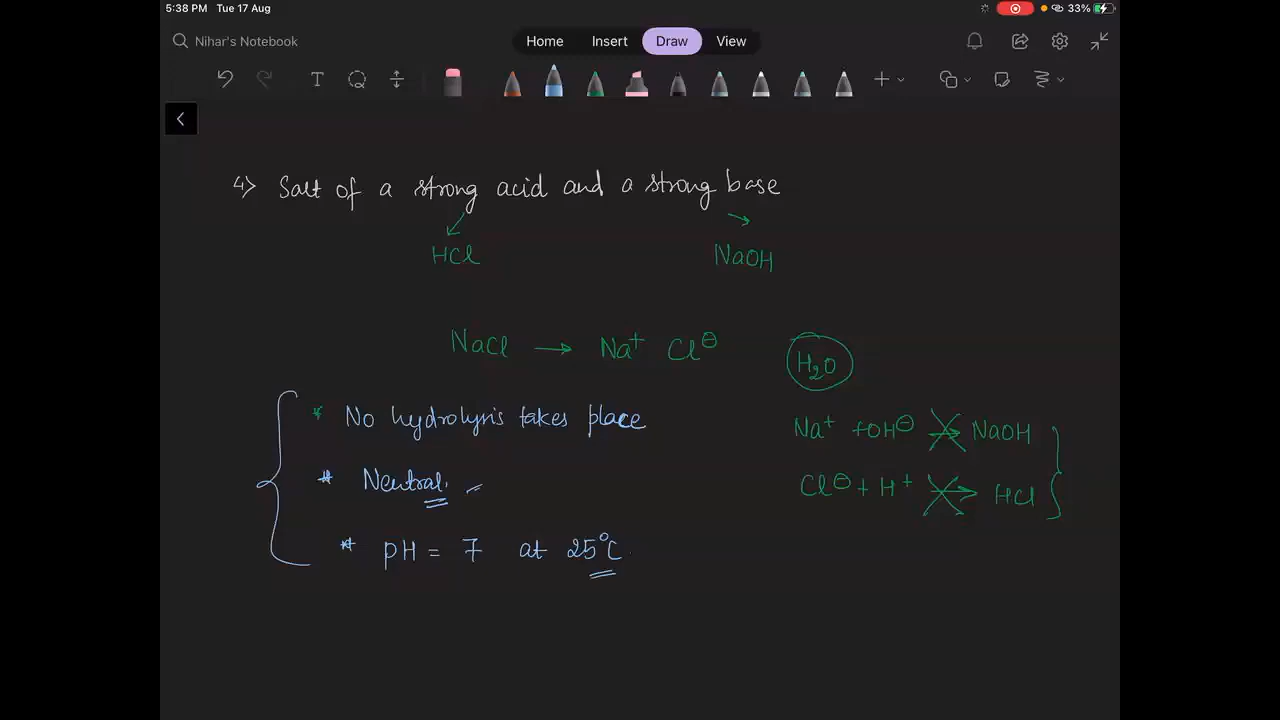 5:38 PM Tue 17 Aug 33%
Nihar's Notebook Home Insert Draw View
4> Salt of a strong acid and a strong base
HCl NaOH
NaCl → Na⁺ Cl⊖ H₂O
* No hydrolysis takes place
Na⁺ + OH⊖ → NaOH
* Neutral.
Cl⊖ + H⁺ → HCl
* pH = 7 at 25°C